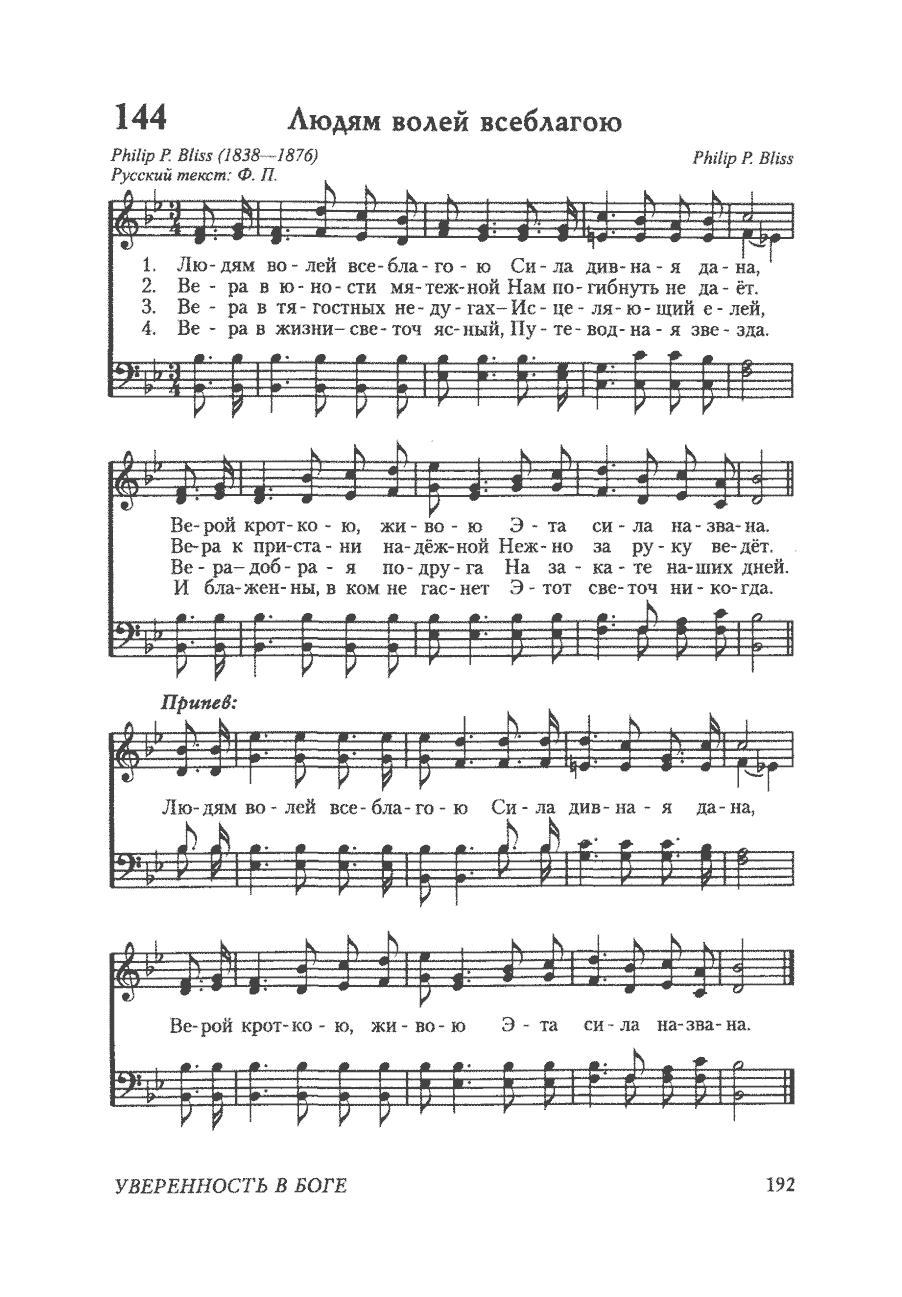 144 Людям волей всеблагою
Philip P. Bliss (1838—1876) Philip P. Bliss
Русский текст: Ф. П.
1. Лю- дям во - лей все- бла - го - ю Си - ла див- на - я да - на,
2. Ве - ра в ю - но - сти мя- теж- ной Нам по- гибнуть не да - ёт.
3. Ве - ра в тя - гостных не- ду - гах– Ис - це - ля- ю - щий е - лей,
4. Ве - ра в жизни– све- точ яс- ный, Пу - те- вод- на - я зве - зда.
Ве- рой крот- ко - ю, жи - во - ю Э - та си - ла на - зва- на.
Ве- ра к при-ста - ни на- дёж-ной Неж- но за ру - ку ве- дёт.
Ве - ра– доб - ра - я по- дру - га На за - ка - те на-ших дней.
И бла- жен- ны, в ком не гас- нет Э - тот све- точ ни - ко- гда.
Припев:
Лю- дям во - лей все - бла - го - ю Си - ла див- на - я да- на,
Ве- рой крот- ко - ю, жи - во- ю Э - та си - ла на-зва- на.
УВЕРЕННОСТЬ В БОГЕ 192